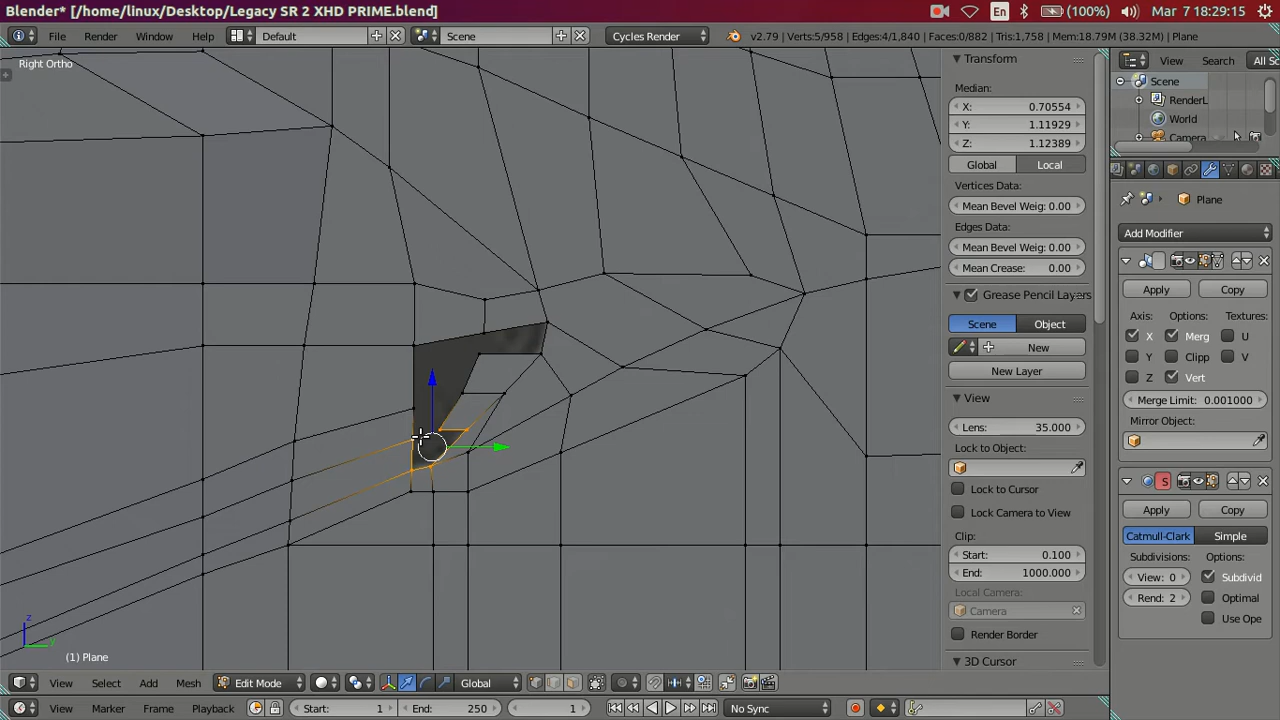 Blender* [/home/linux/Desktop/Legacy SR 2 XHD PRIME.blend]
En (100%) Mar 7 18:29:15
File Render Window Help Default Scene Cycles Render v2.79 | Verts:5/958 | Edges:4/1,840 | Faces:0/882 | Tris:1,758 | Mem:18.79M (38.32M) | Plane
Right Ortho
Transform
Median:
X: 0.70554
Y: 1.11929
Z: 1.12389
Global Local
Vertices Data:
Mean Bevel Weig: 0.00
Edges Data:
Mean Bevel Weig: 0.00
Mean Crease: 0.00
Grease Pencil Layers
Scene Object
New
New Layer
View
Lens: 35.000
Lock to Object:
Lock to Cursor
Lock Camera to View
Clip:
Start: 0.100
End: 1000.000
Local Camera:
Camera
Render Border
3D Cursor
View Search All Sc
Scene
RenderL
World
Camera
Plane
Add Modifier
Apply Copy
Axis: Options: Textures:
X Merg U
Y Clipp V
Z Vert
Merge Limit: 0.001000
Mirror Object:
S
Apply Copy
Catmull-Clark Simple
Subdivisions: Options:
View: 0 Subdivid
Rend: 2 Optimal
Use Ope
z
y
(1) Plane
View Select Add Mesh Edit Mode Global
View Marker Frame Playback Start: 1 End: 250 1 No Sync